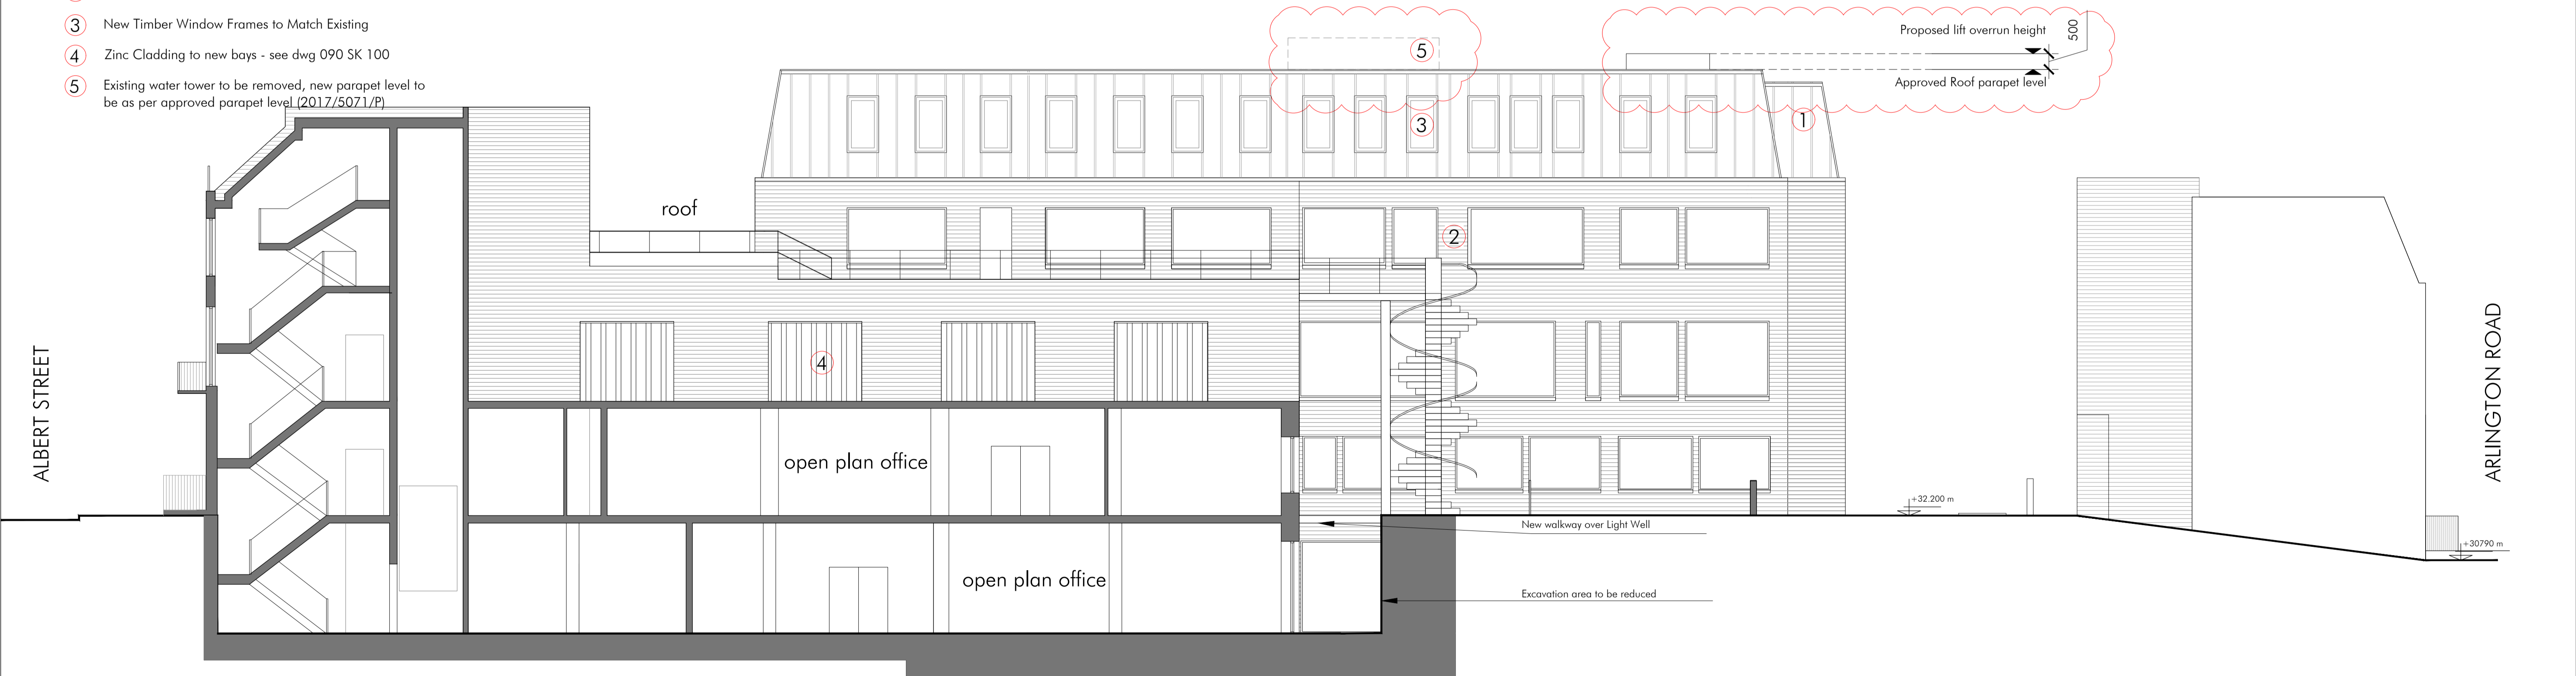 3 New Timber Window Frames to Match Existing
4 Zinc Cladding to new bays - see dwg 090 SK 100
5 Existing water tower to be removed, new parapet level to
be as per approved parapet level (2017/5071/P)
5
Proposed lift overrun height
500
Approved Roof parapet level
3
1
roof
2
4
ALBERT STREET
ARLINGTON ROAD
open plan office
+32.200 m
New walkway over Light Well
+30790 m
open plan office
Excavation area to be reduced